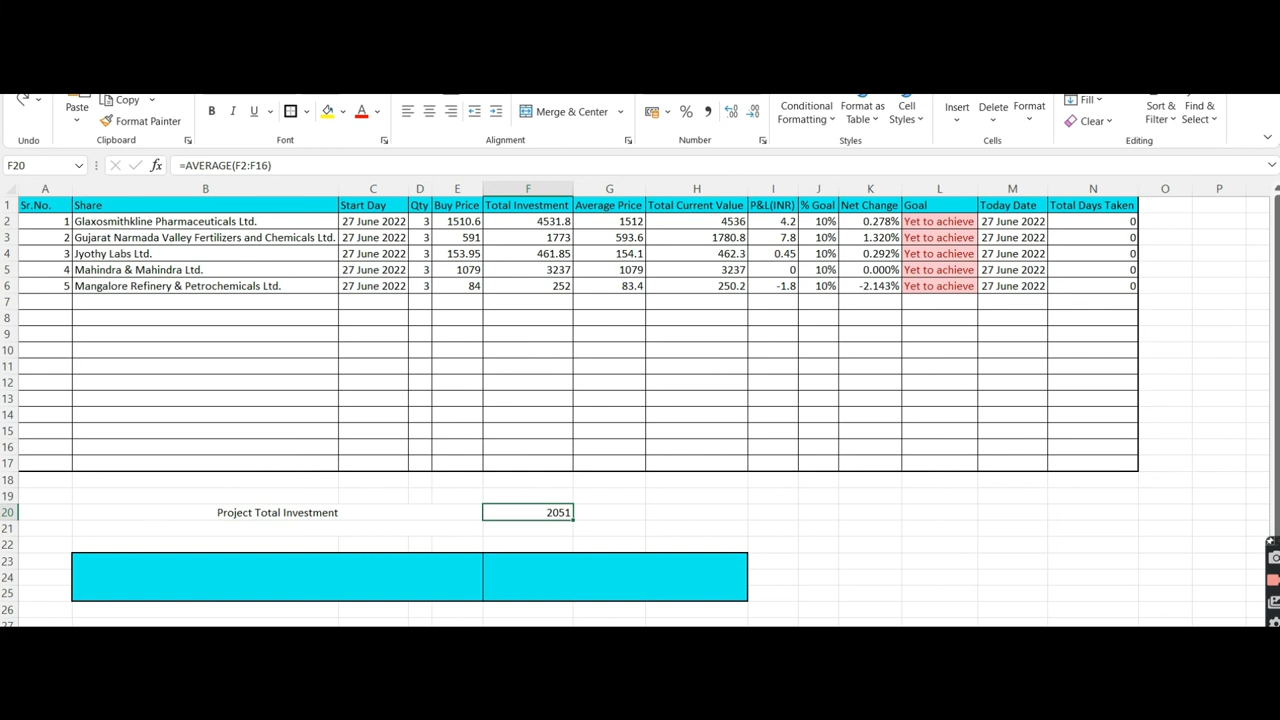 Copy Fill
Paste Format Painter B I U Merge & Center % Conditional Formatting Format as Table Cell Styles Insert Delete Format Clear Sort & Filter Find & Select
Undo Clipboard Font Alignment Number Styles Cells Editing
F20 fx =AVERAGE(F2:F16)
A B C D E F G H I J K L M N O P
1 Sr.No. Share Start Day Qty Buy Price Total Investment Average Price Total Current Value P&L(INR) % Goal Net Change Goal Today Date Total Days Taken
2 1 Glaxosmithkline Pharmaceuticals Ltd. 27 June 2022 3 1510.6 4531.8 1512 4536 4.2 10% 0.278% Yet to achieve 27 June 2022 0
3 2 Gujarat Narmada Valley Fertilizers and Chemicals Ltd. 27 June 2022 3 591 1773 593.6 1780.8 7.8 10% 1.320% Yet to achieve 27 June 2022 0
4 3 Jyothy Labs Ltd. 27 June 2022 3 153.95 461.85 154.1 462.3 0.45 10% 0.292% Yet to achieve 27 June 2022 0
5 4 Mahindra & Mahindra Ltd. 27 June 2022 3 1079 3237 1079 3237 0 10% 0.000% Yet to achieve 27 June 2022 0
6 5 Mangalore Refinery & Petrochemicals Ltd. 27 June 2022 3 84 252 83.4 250.2 -1.8 10% -2.143% Yet to achieve 27 June 2022 0
7
8
9
10
11
12
13
14
15
16
17
18
19
20 Project Total Investment 2051
21
22
23
24
25
26
27